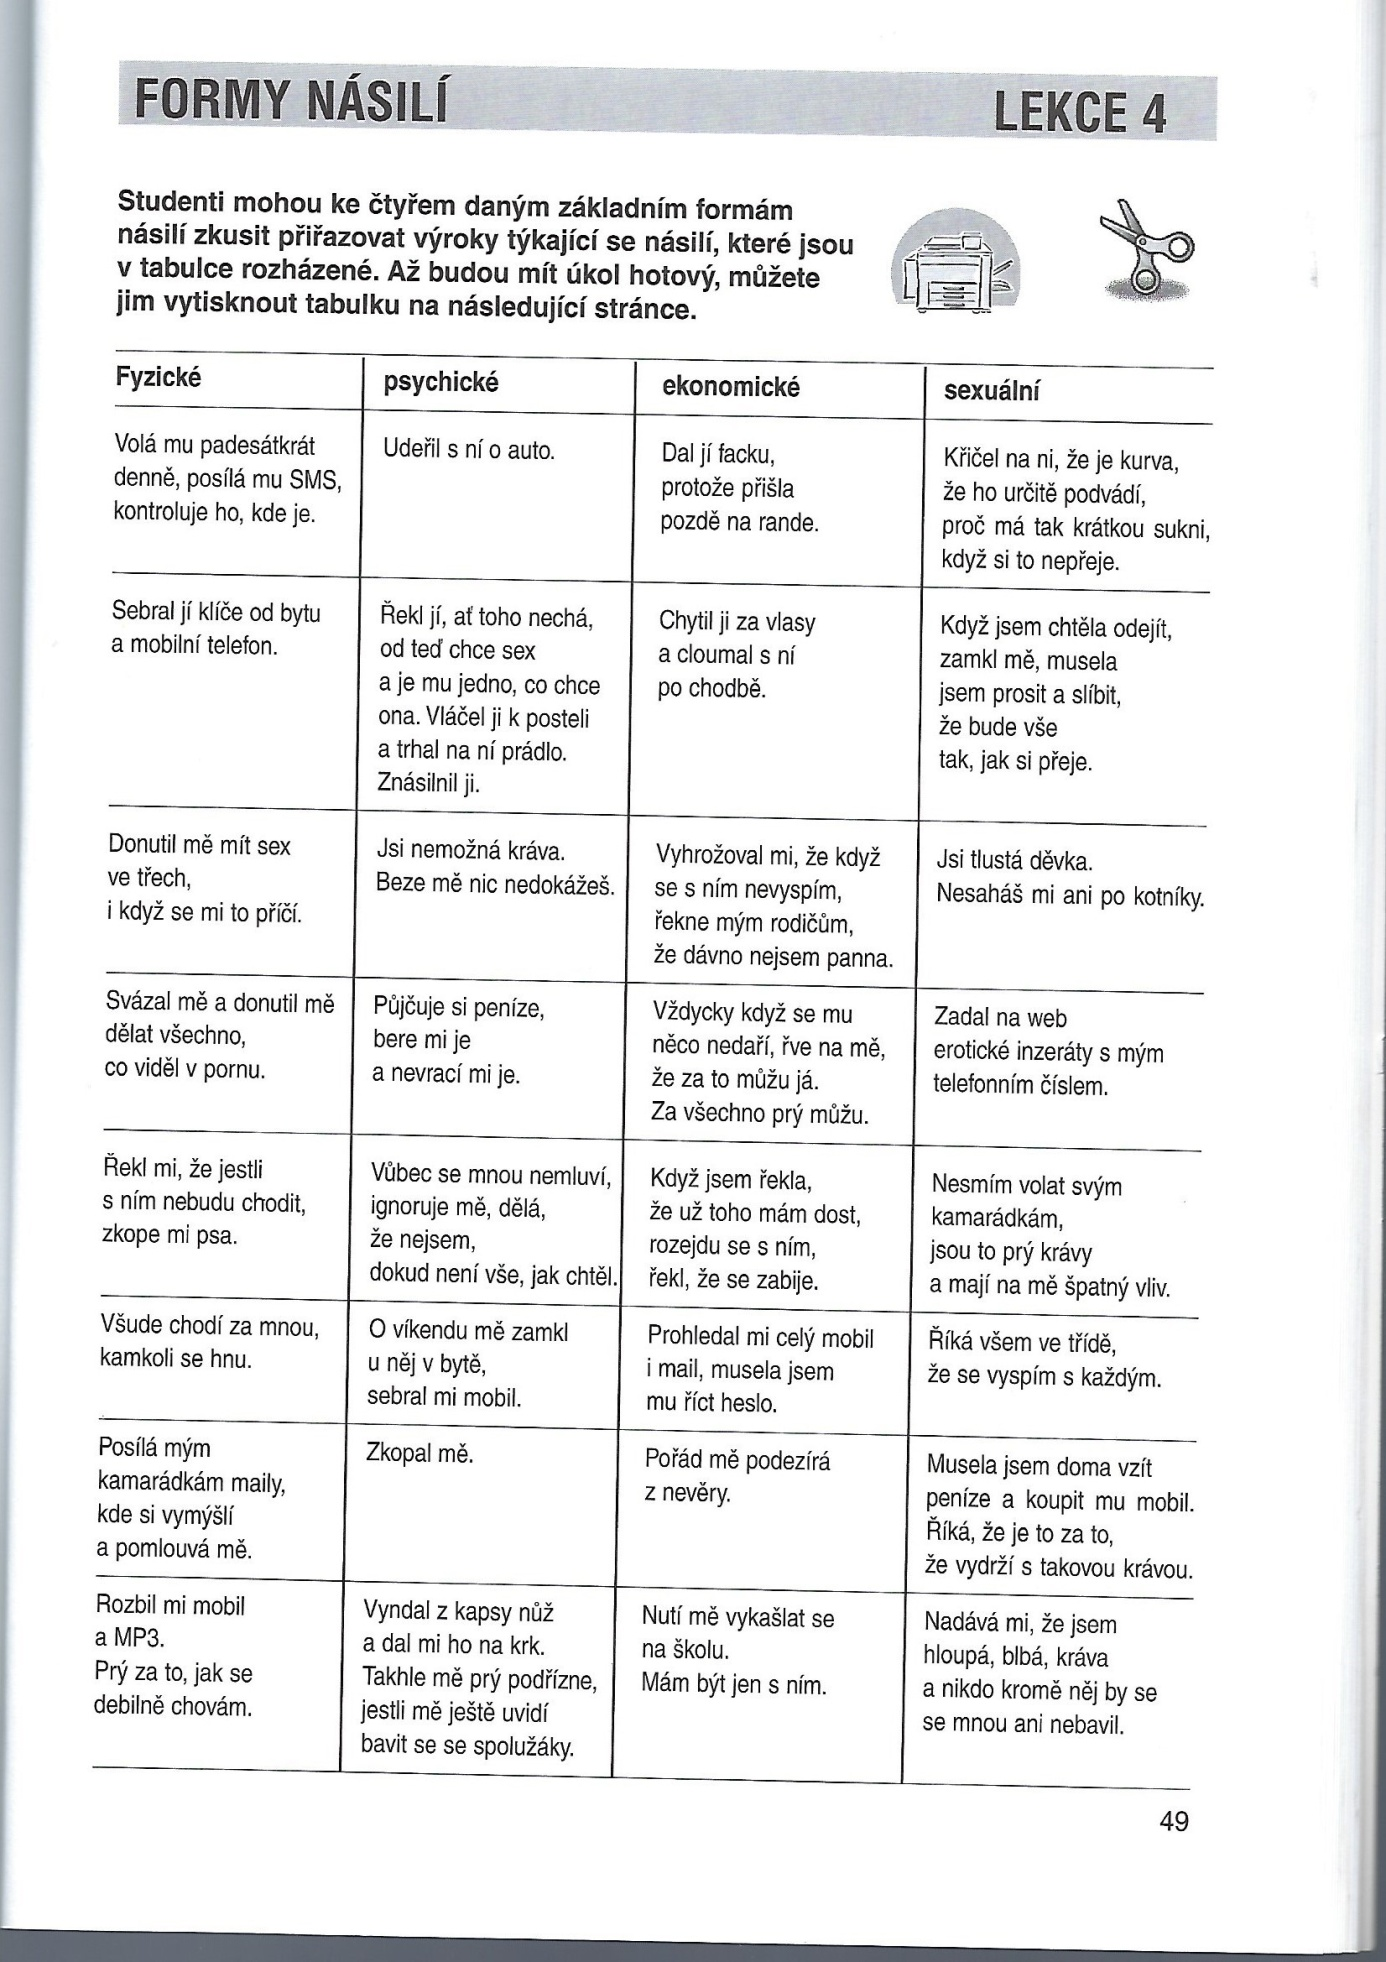 FORMY NÁSILÍ LEKCE 4
Studenti mohou ke čtyřem daným základním formám
násilí zkusit přiřazovat výroky týkající se násilí, které jsou
v tabulce rozházené. Až budou mít úkol hotový, můžete
jim vytisknout tabulku na následující stránce.
Fyzické
psychické
ekonomické
sexuální
Volá mu padesátkrát
denně, posílá mu SMS,
kontroluje ho, kde je.
Udeřil s ní o auto.
Dal jí facku,
protože přišla
pozdě na rande.
Křičel na ni, že je kurva,
že ho určitě podvádí,
proč má tak krátkou sukni,
když si to nepřeje.
Sebral jí klíče od bytu
a mobilní telefon.
Řekl jí, ať toho nechá,
od teď chce sex
a je mu jedno, co chce
ona. Vláčel ji k posteli
a trhal na ní prádlo.
Znásilnil ji.
Chytil ji za vlasy
a cloumal s ní
po chodbě.
Když jsem chtěla odejít,
zamkl mě, musela
jsem prosit a slíbit,
že bude vše
tak, jak si přeje.
Donutil mě mít sex
ve třech,
i když se mi to příčí.
Jsi nemožná kráva.
Beze mě nic nedokážeš.
Vyhrožoval mi, že když
se s ním nevyspím,
řekne mým rodičům,
že dávno nejsem panna.
Jsi tlustá děvka.
Nesaháš mi ani po kotníky.
Svázal mě a donutil mě
dělat všechno,
co viděl v pornu.
Půjčuje si peníze,
bere mi je
a nevrací mi je.
Vždycky když se mu
něco nedaří, řve na mě,
že za to můžu já.
Za všechno prý můžu.
Zadal na web
erotické inzeráty s mým
telefonním číslem.
Řekl mi, že jestli
s ním nebudu chodit,
zkope mi psa.
Vůbec se mnou nemluví,
ignoruje mě, dělá,
že nejsem,
dokud není vše, jak chtěl.
Když jsem řekla,
že už toho mám dost,
rozejdu se s ním,
řekl, že se zabije.
Nesmím volat svým
kamarádkám,
jsou to prý krávy
a mají na mě špatný vliv.
Všude chodí za mnou,
kamkoli se hnu.
O víkendu mě zamkl
u něj v bytě,
sebral mi mobil.
Prohledal mi celý mobil
i mail, musela jsem
mu říct heslo.
Říká všem ve třídě,
že se vyspím s každým.
Posílá mým
kamarádkám maily,
kde si vymýšlí
a pomlouvá mě.
Zkopal mě.
Pořád mě podezírá
z nevěry.
Musela jsem doma vzít
peníze a koupit mu mobil.
Říká, že je to za to,
že vydrží s takovou krávou.
Rozbil mi mobil
a MP3.
Prý za to, jak se
debilně chovám.
Vyndal z kapsy nůž
a dal mi ho na krk.
Takhle mě prý podřízne,
jestli mě ještě uvidí
bavit se se spolužáky.
Nutí mě vykašlat se
na školu.
Mám být jen s ním.
Nadává mi, že jsem
hloupá, blbá, kráva
a nikdo kromě něj by se
se mnou ani nebavil.
49